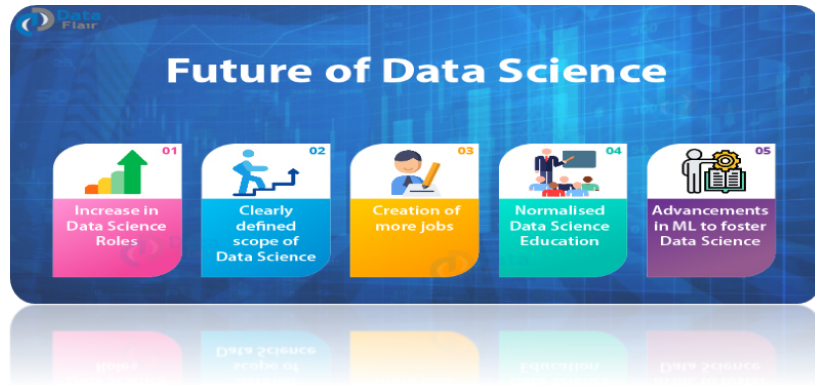 Data
Flair
Future of Data Science
01
Increase in
Data Science
Roles
02
Clearly
defined
scope of
Data Science
03
Creation of
more jobs
04
Normalised
Data Science
Education
05
Advancements
in ML to foster
Data Science